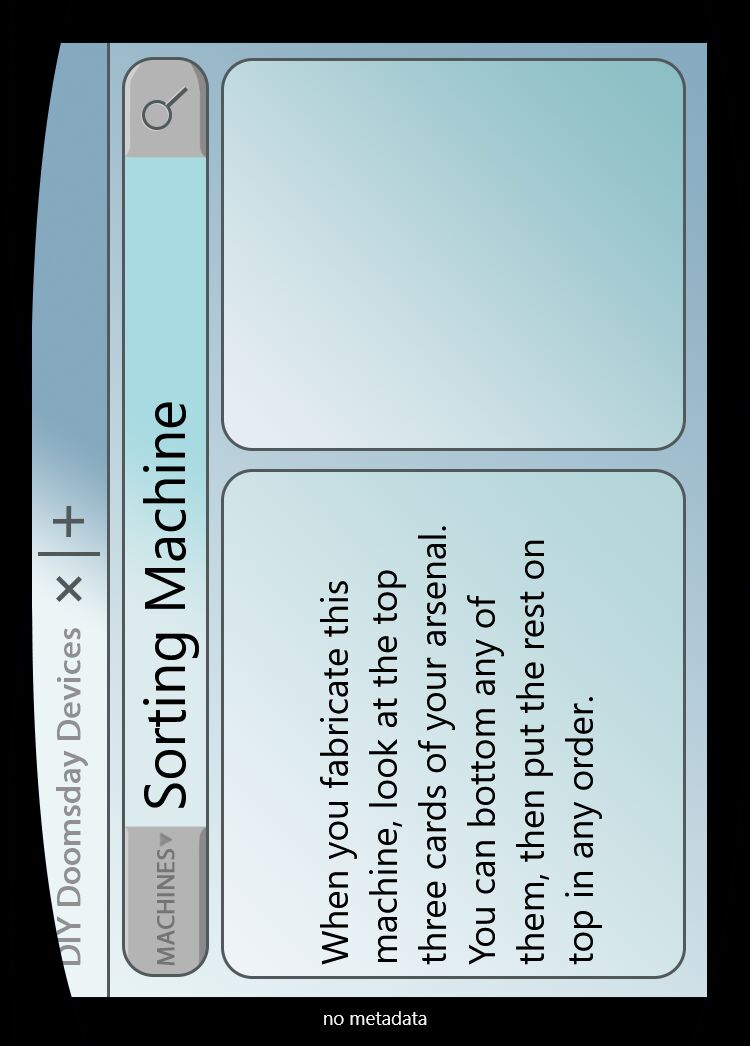 DIY Doomsday Devices × | +
MACHINES▾ Sorting Machine
When you fabricate this
machine, look at the top
three cards of your arsenal.
You can bottom any of
them, then put the rest on
top in any order.
no metadata